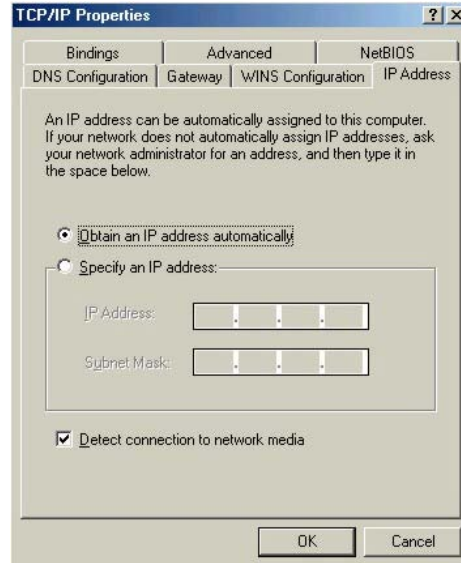 TCP/IP Properties
Bindings
Advanced
NetBIOS
DNS Configuration
Gateway
WINS Configuration
IP Address
An IP address can be automatically assigned to this computer.
If your network does not automatically assign IP addresses, ask
your network administrator for an address, and then type it in
the space below.
Obtain an IP address automatically
Specify an IP address:
IP Address:
Subnet Mask:
Detect connection to network media
OK
Cancel